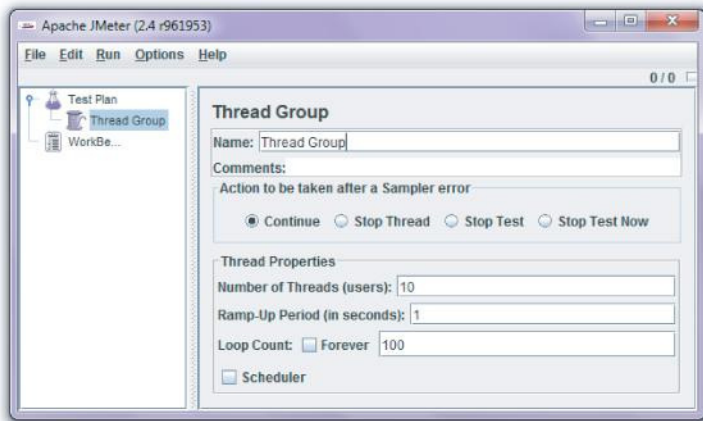 Apache JMeter (2.4 r961953)
File Edit Run Options Help
0 / 0
Test Plan
Thread Group
WorkBe...
Thread Group
Name: Thread Group
Comments:
Action to be taken after a Sampler error
Continue Stop Thread Stop Test Stop Test Now
Thread Properties
Number of Threads (users): 10
Ramp-Up Period (in seconds): 1
Loop Count: Forever 100
Scheduler